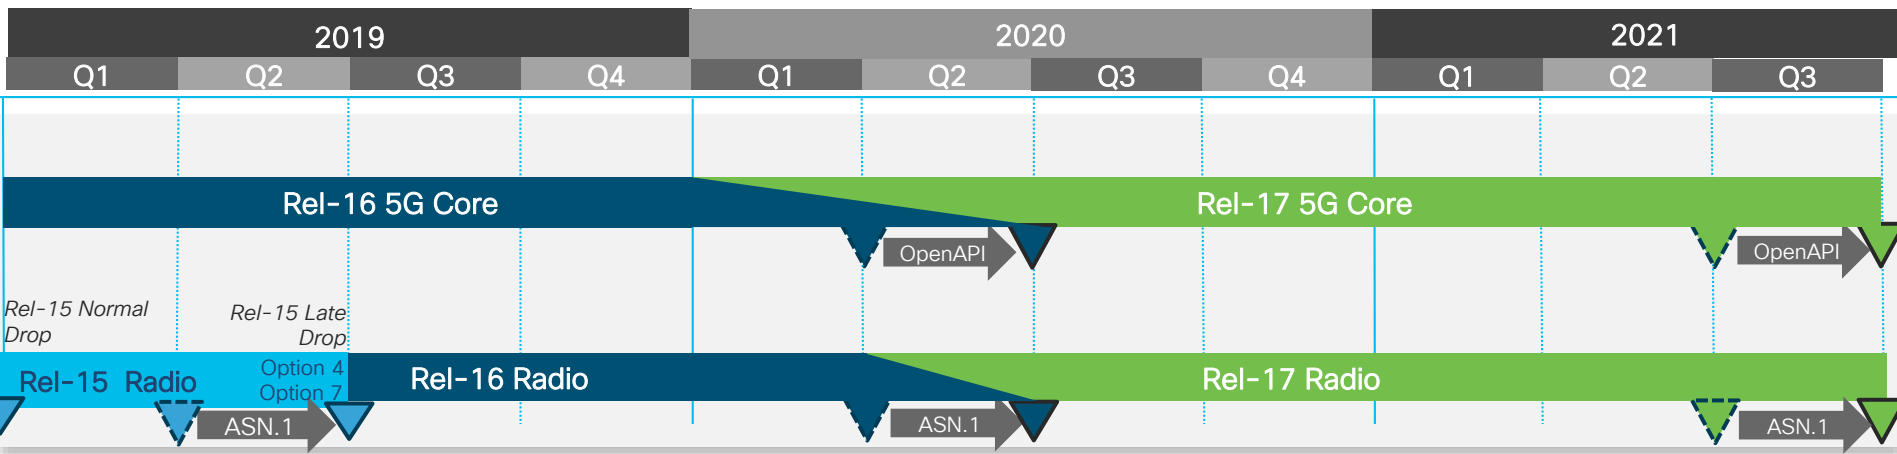 2019
2020
2021
Q1
Q2
Q3
Q4
Q1
Q2
Q3
Q4
Q1
Q2
Q3
Rel-16 5G Core
Rel-17 5G Core
OpenAPI
OpenAPI
Rel-15 Normal
Drop
Rel-15 Late
Drop
Rel-15 Radio
Option 4
Option 7
Rel-16 Radio
Rel-17 Radio
ASN.1
ASN.1
ASN.1